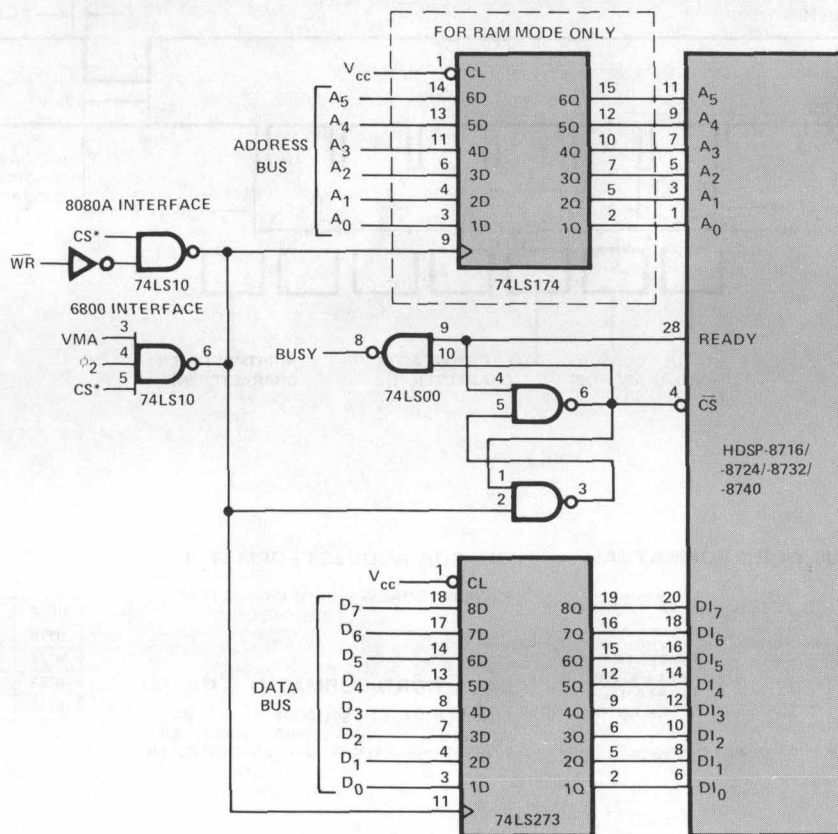 FOR RAM MODE ONLY
Vcc 1 CL
A5 14 6D 6Q 15 11 A5
A4 13 5D 5Q 12 9 A4
A3 11 4D 4Q 10 7 A3
A2 6 3D 3Q 7 5 A2
A1 4 2D 2Q 5 3 A1
A0 3 1D 1Q 2 1 A0
9
ADDRESS
BUS
74LS174
8080A INTERFACE
CS*
WR
74LS10
6800 INTERFACE
VMA 3
ϕ2 4 6
CS* 5
74LS10
BUSY 8 9
10
74LS00
28 READY
4
5 6
4 CS
1
2 3
HDSP-8716/
-8724/-8732/
-8740
Vcc 1 CL
D7 18 8D 8Q 19 20 DI7
D6 17 7D 7Q 16 18 DI6
D5 14 6D 6Q 15 16 DI5
D4 13 5D 5Q 12 14 DI4
D3 8 4D 4Q 9 12 DI3
D2 7 3D 3Q 6 10 DI2
D1 4 2D 2Q 5 8 DI1
D0 3 1D 1Q 2 6 DI0
11
DATA
BUS
74LS273